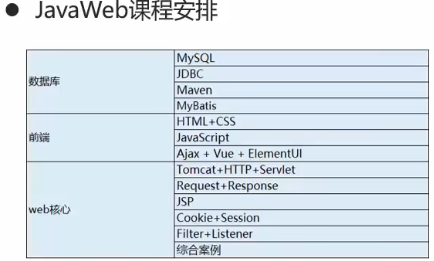 ● JavaWeb课程安排
数据库
MySQL
JDBC
Maven
MyBatis
前端
HTML+CSS
JavaScript
Ajax + Vue + ElementUI
web核心
Tomcat+HTTP+Servlet
Request+Response
JSP
Cookie+Session
Filter+Listener
综合案例